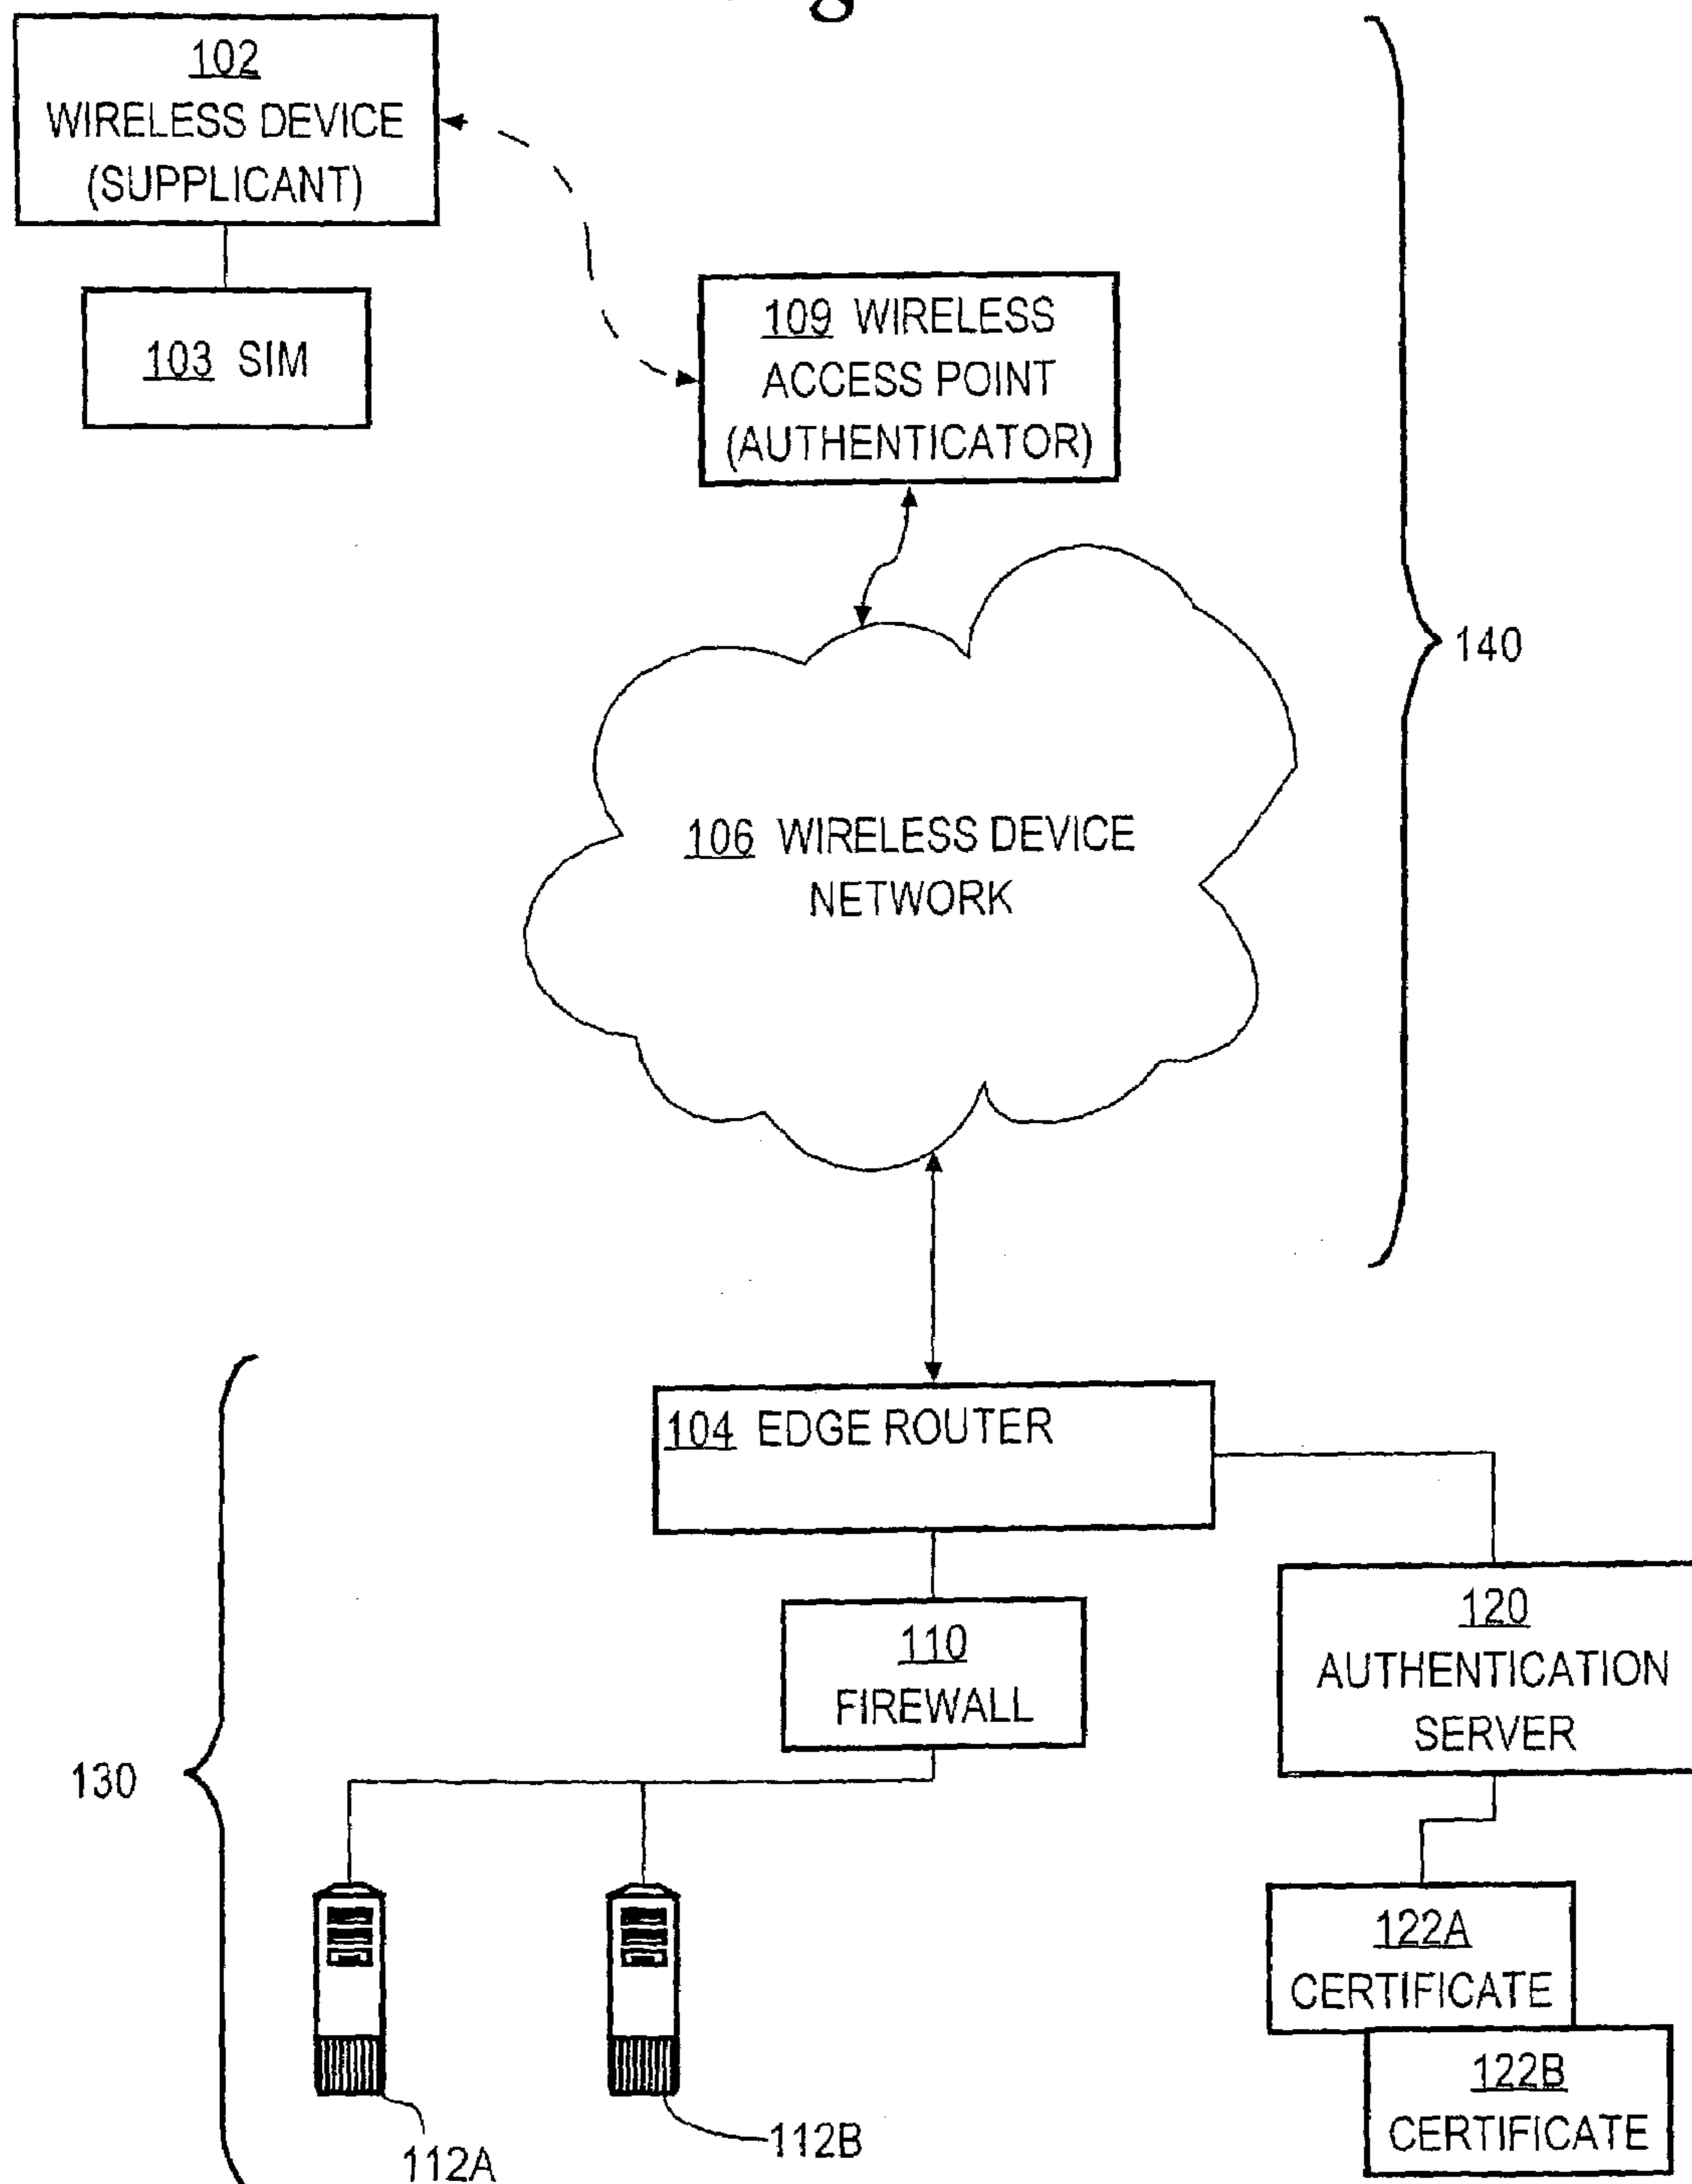 102
WIRELESS DEVICE
(SUPPLICANT)
103 SIM
109 WIRELESS
ACCESS POINT
(AUTHENTICATOR)
140
106 WIRELESS DEVICE
NETWORK
104 EDGE ROUTER
110
FIREWALL
120
AUTHENTICATION
SERVER
130
122A
CERTIFICATE
122B
CERTIFICATE
112A
112B